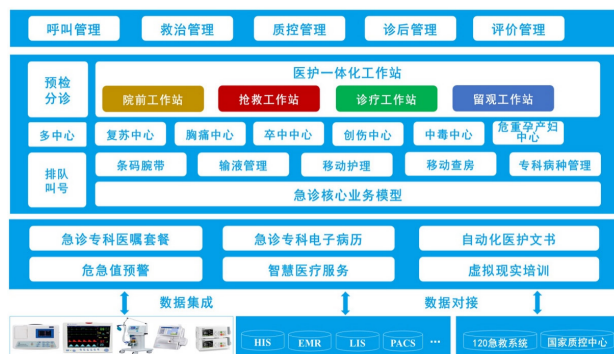 呼叫管理 救治管理 质控管理 诊后管理 评价管理
预检分诊
医护一体化工作站
院前工作站 抢救工作站 诊疗工作站 留观工作站
多中心 复苏中心 胸痛中心 卒中中心 创伤中心 中毒中心 危重孕产妇中心
排队叫号
条码腕带 输液管理 移动护理 移动查房 专科病种管理
急诊核心业务模型
急诊专科医嘱套餐 急诊专科电子病历 自动化医护文书
危急值预警 智慧医疗服务 虚拟现实培训
数据集成 数据对接
HIS EMR LIS PACS ... 120急救系统 国家质控中心